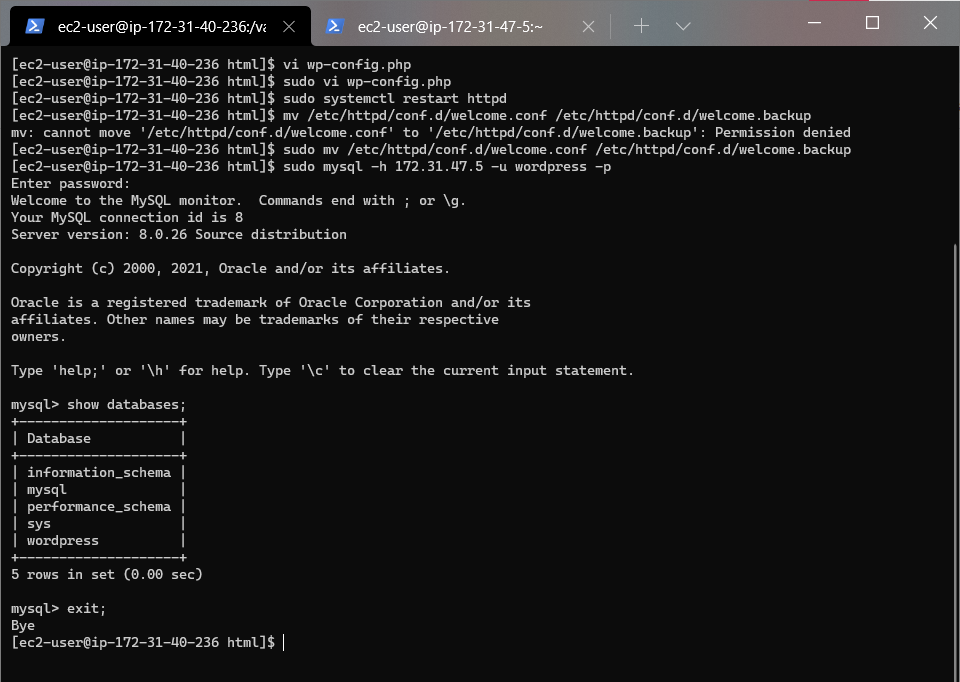 ec2-user@ip-172-31-40-236:/va
ec2-user@ip-172-31-47-5:~
[ec2-user@ip-172-31-40-236 html]$ vi wp-config.php
[ec2-user@ip-172-31-40-236 html]$ sudo vi wp-config.php
[ec2-user@ip-172-31-40-236 html]$ sudo systemctl restart httpd
[ec2-user@ip-172-31-40-236 html]$ mv /etc/httpd/conf.d/welcome.conf /etc/httpd/conf.d/welcome.backup
mv: cannot move '/etc/httpd/conf.d/welcome.conf' to '/etc/httpd/conf.d/welcome.backup': Permission denied
[ec2-user@ip-172-31-40-236 html]$ sudo mv /etc/httpd/conf.d/welcome.conf /etc/httpd/conf.d/welcome.backup
[ec2-user@ip-172-31-40-236 html]$ sudo mysql -h 172.31.47.5 -u wordpress -p
Enter password:
Welcome to the MySQL monitor.  Commands end with ; or \g.
Your MySQL connection id is 8
Server version: 8.0.26 Source distribution

Copyright (c) 2000, 2021, Oracle and/or its affiliates.

Oracle is a registered trademark of Oracle Corporation and/or its
affiliates. Other names may be trademarks of their respective
owners.

Type 'help;' or '\h' for help. Type '\c' to clear the current input statement.

mysql> show databases;
+--------------------+
| Database           |
+--------------------+
| information_schema |
| mysql              |
| performance_schema |
| sys                |
| wordpress          |
+--------------------+
5 rows in set (0.00 sec)

mysql> exit;
Bye
[ec2-user@ip-172-31-40-236 html]$